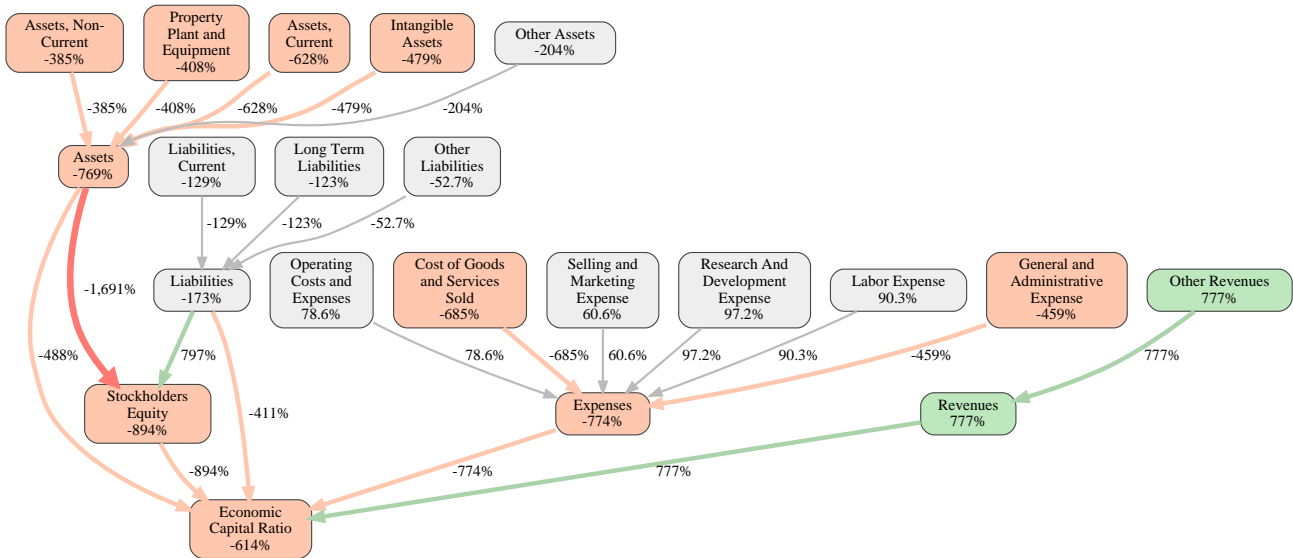 Assets, Non-
Current
-385%
Property
Plant and
Equipment
-408%
Assets,
Current
-628%
Intangible
Assets
-479%
Other Assets
-204%
-385%
-408%
-628%
-479%
-204%
Assets
-769%
Liabilities,
Current
-129%
Long Term
Liabilities
-123%
Other
Liabilities
-52.7%
-129%
-123%
-52.7%
Liabilities
-173%
Operating
Costs and
Expenses
78.6%
Cost of Goods
and Services
Sold
-685%
Selling and
Marketing
Expense
60.6%
Research And
Development
Expense
97.2%
Labor Expense
90.3%
General and
Administrative
Expense
-459%
Other Revenues
777%
-1,691%
-488%
797%
78.6%
-685%
60.6%
97.2%
90.3%
-459%
777%
Stockholders
Equity
-894%
-411%
Expenses
-774%
Revenues
777%
-894%
-774%
777%
Economic
Capital Ratio
-614%